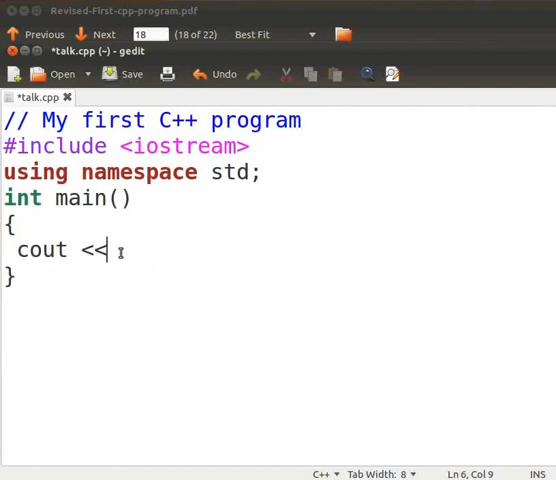 Revised-First-cpp-program.pdf
Previous Next 18 (18 of 22) Best Fit
*talk.cpp (~) - gedit
Open Save Undo
*talk.cpp
// My first C++ program
#include <iostream>
using namespace std;
int main()
{
 cout <<
}
C++ Tab Width: 8 Ln 6, Col 9 INS